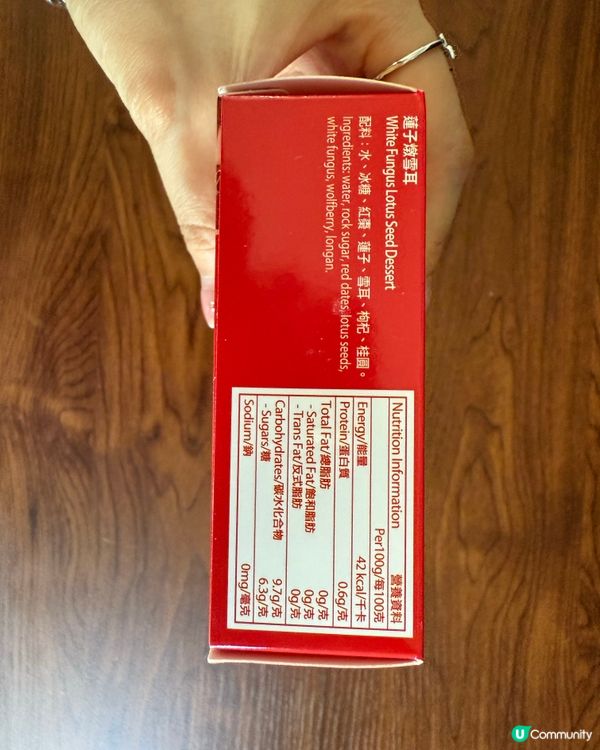 蓮子燉雪耳
White Fungus Lotus Seed Dessert
配料：水、冰糖、紅棗、蓮子、雪耳、枸杞、桂圓。
Ingredients: water, rock sugar, red dates, lotus seeds,
white fungus, wolfberry, longan.
Nutrition Information 營養資料
Per100g/每100克
Energy/能量 42 kcal/千卡
Protein/蛋白質 0.6g/克
Total Fat/總脂肪 0g/克
- Saturated Fat/飽和脂肪 0g/克
- Trans Fat/反式脂肪 0g/克
Carbohydrates/碳水化合物 9.7g/克
- Sugars/糖 6.3g/克
Sodium/鈉 0mg/毫克
U Community